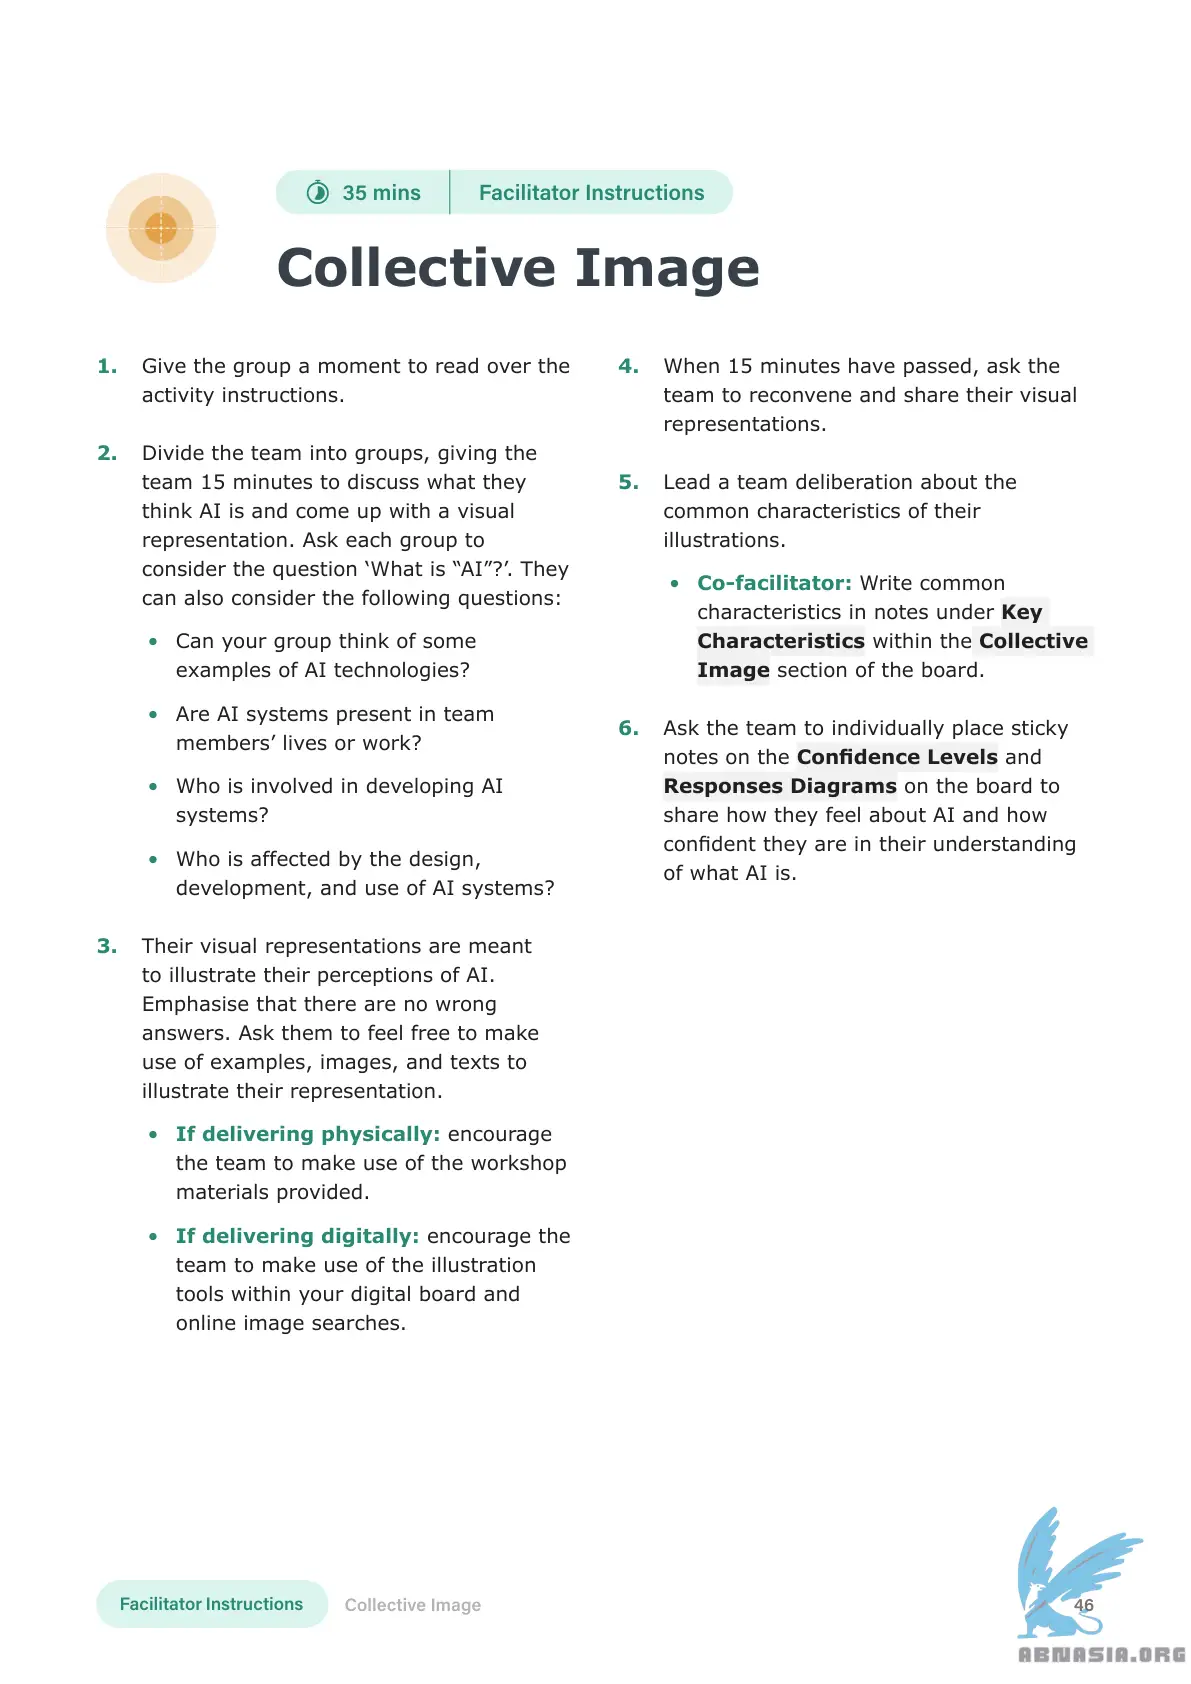 35 mins
Facilitator Instructions
Collective Image
1. Give the group a moment to read over the
activity instructions.
2. Divide the team into groups, giving the
team 15 minutes to discuss what they
think AI is and come up with a visual
representation. Ask each group to
consider the question ‘What is “AI”?’. They
can also consider the following questions:
• Can your group think of some
examples of AI technologies?
• Are AI systems present in team
members’ lives or work?
• Who is involved in developing AI
systems?
• Who is affected by the design,
development, and use of AI systems?
3. Their visual representations are meant
to illustrate their perceptions of AI.
Emphasise that there are no wrong
answers. Ask them to feel free to make
use of examples, images, and texts to
illustrate their representation.
• If delivering physically: encourage
the team to make use of the workshop
materials provided.
• If delivering digitally: encourage the
team to make use of the illustration
tools within your digital board and
online image searches.
4. When 15 minutes have passed, ask the
team to reconvene and share their visual
representations.
5. Lead a team deliberation about the
common characteristics of their
illustrations.
• Co-facilitator: Write common
characteristics in notes under Key
Characteristics within the Collective
Image section of the board.
6. Ask the team to individually place sticky
notes on the Confidence Levels and
Responses Diagrams on the board to
share how they feel about AI and how
confident they are in their understanding
of what AI is.
Facilitator Instructions
Collective Image
46
ABNASIA.ORG